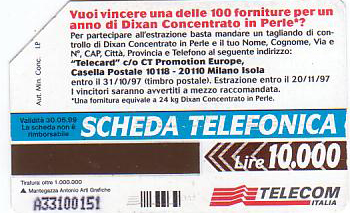 Vuoi vincere una delle 100 forniture per un
anno di Dixan Concentrato in Perle*?
Per partecipare all'estrazione basta mandare un tagliando di con-
trollo di Dixan Concentrato in Perle e il tuo Nome, Cognome, Via e
N°, CAP, Città, Provincia e Telefono al seguente indirizzo:
"Telecard" c/o CT Promotion Europe,
Casella Postale 10118 - 20110 Milano Isola
entro il 31/10/97 (timbro postale). Estrazione entro il 20/11/97
I vincitori saranno avvertiti a mezzo raccomandata.
*Una fornitura equivale a 24 kg Dixan Concentrato in Perle.
Aut. Min. Conc. I.P.
Validità 30.06.99
La scheda non è
rimborsabile
SCHEDA TELEFONICA
Lire 10.000
Tiratura: oltre 1.000.000
Mantegazza Antonio Arti Grafiche
A33100151
TELECOM
ITALIA